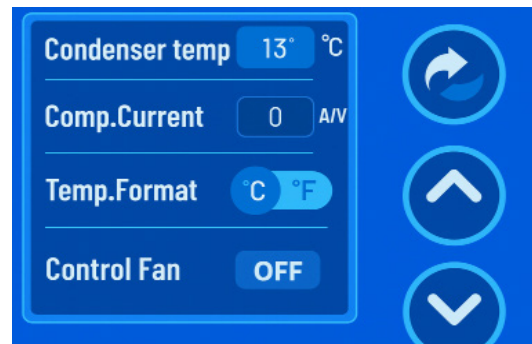 Condenser temp 13° °C
Comp.Current 0 A/V
Temp.Format °C °F
Control Fan OFF